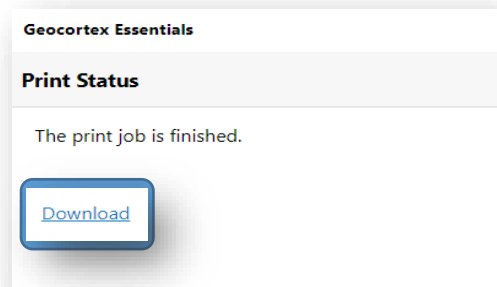 Geocortex Essentials
Print Status
The print job is finished.
Download